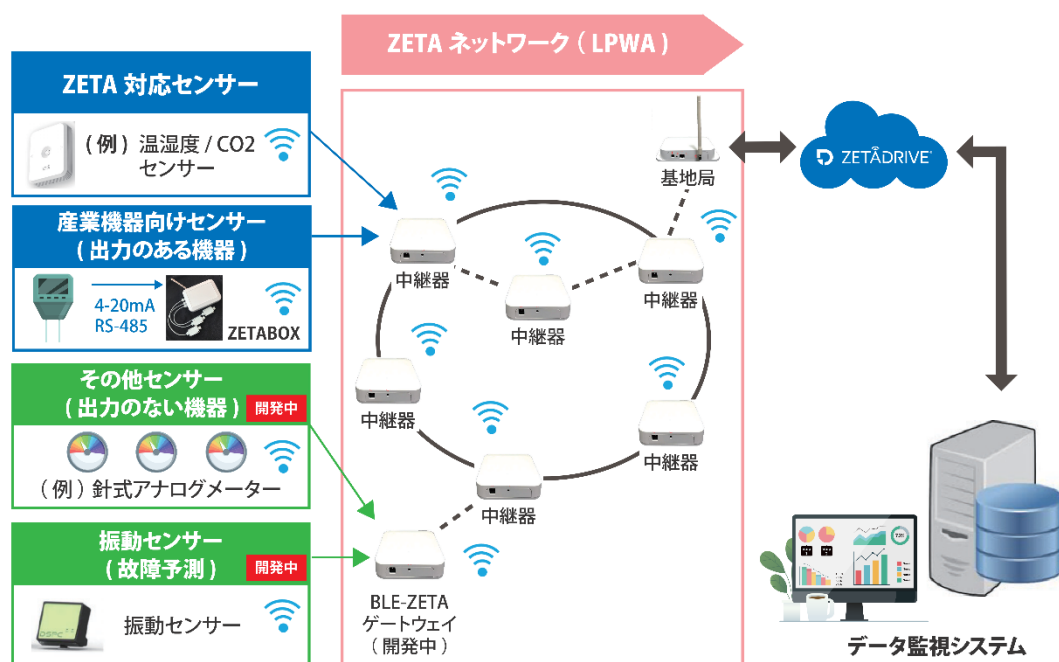 ZETA ネットワーク ( LPWA )
ZETA 対応センサー
( 例 ) 温湿度 / CO2
センサー
産業機器向けセンサー
( 出力のある機器 )
4-20mA
RS-485
ZETABOX
その他センサー
( 出力のない機器 )
開発中
( 例 ) 針式アナログメーター
振動センサー
( 故障予測 )
開発中
振動センサー
基地局
中継器
中継器
中継器
中継器
中継器
中継器
BLE-ZETA
ゲートウェイ
( 開発中 )
ZETADRIVE
データ監視システム